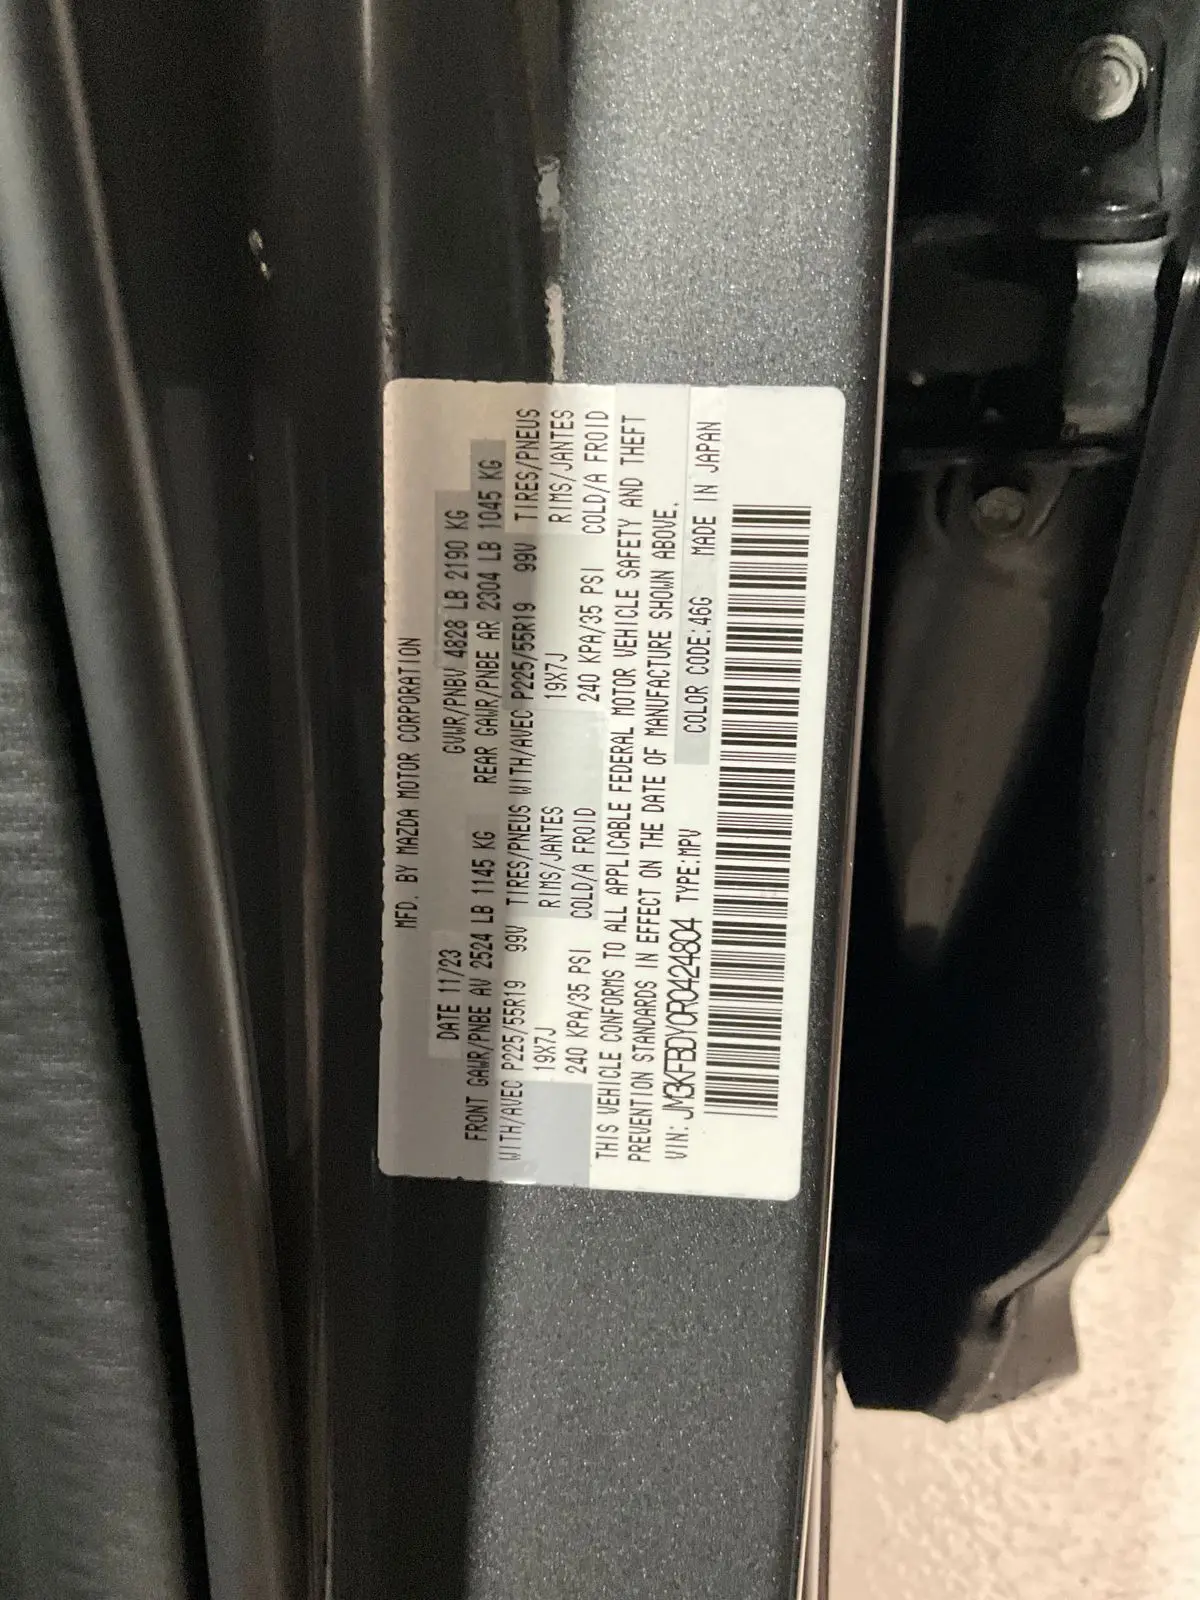 MFD. BY MAZDA MOTOR CORPORATION
DATE 11/23 GVWR/PNBV 4828 LB 2190 KG
FRONT GAWR/PNBE AV 2524 LB 1145 KG REAR GAWR/PNBE AR 2304 LB 1045 KG
WITH/AVEC P225/55R19 99V TIRES/PNEUS WITH/AVEC P225/55R19 99V TIRES/PNEUS
19X7J RIMS/JANTES 19X7J RIMS/JANTES
240 KPA/35 PSI COLD/A FROID 240 KPA/35 PSI COLD/A FROID
THIS VEHICLE CONFORMS TO ALL APPLICABLE FEDERAL MOTOR VEHICLE SAFETY AND THEFT
PREVENTION STANDARDS IN EFFECT ON THE DATE OF MANUFACTURE SHOWN ABOVE.
VIN: JM3KFBDY0R0424804 TYPE:MPV COLOR CODE:46G MADE IN JAPAN